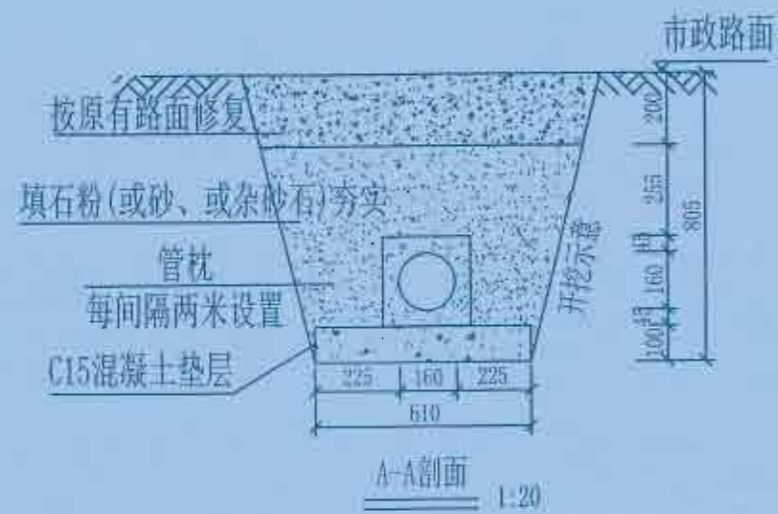 市政路面
按原有路面修复
填石粉(或砂、或杂砂石)夯实
管枕
每间隔两米设置
C15混凝土垫层
开挖示意
200
255
45
160
45
100
805
225
160
225
610
A-A剖面
1:20